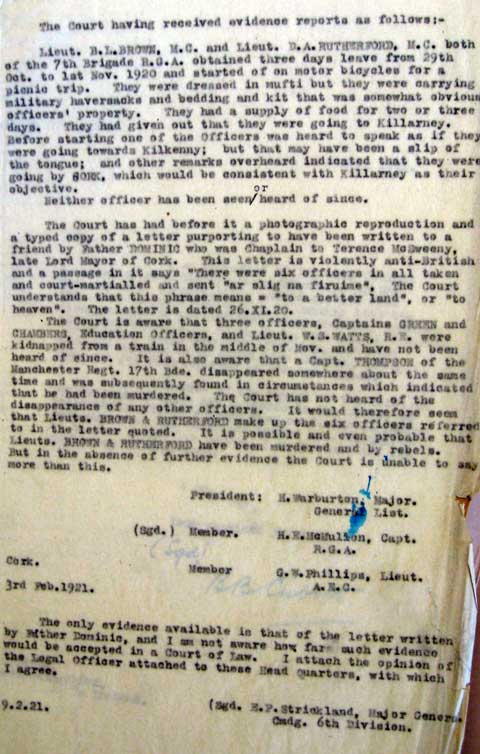 The Court having received evidence reports as follows:-
Lieut. B.L.BROWN, M.C. and Lieut. D.A.RUTHERFORD, M.C. both
of the 7th Brigade R.G.A. obtained three days leave from 29th
Oct. to 1st Nov. 1920 and started of on motor bicycles for a
picnic trip. They were dressed in mufti but they were carrying
military haversacks and bedding and kit that was somewhat obvious
officers' property. They had a supply of food for two or three
days. They had given out that they were going to Killarney.
Before starting one of the Officers was heard to speak as if they
were going towards Kilkenny; but that may have been a slip of
the tongue; and other remarks overheard indicated that they were
going by CORK, which would be consistent with Killarney as their
objective.
Neither officer has been seen/or heard of since.
The Court has had before it a photographic reproduction and
a typed copy of a letter purporting to have been written to a
friend by Father DOMINIC who was Chaplain to Terence McSweeny,
late Lord Mayor of Cork. This letter is violently anti-British
and a passage in it says "There were six officers in all taken
and court-martialled and sent "ar slig na firuime". The Court
understands that this phrase means = "to a better land", or "to
heaven". The letter is dated 26.XI.20.
The Court is aware that three officers, Captains GREEN and
CHAMBERS, Education Officers, and Lieut. W.S.WATTS, R.E. were
kidnapped from a train in the middle of Nov. and have not been
heard of since. It is also aware that a Capt. THOMPSON of the
Manchester Regt. 17th Bde. disappeared somewhere about the same
time and was subsequently found in circumstances which indicated
that he had been murdered. The Court has not heard of the
disappearance of any other officers. It would therefore seem
that Lieuts. BROWN & RUTHERFORD make up the six officers referred
to in the letter quoted. It is possible and even probable that
Lieuts. BROWN & RUTHERFORD have been murdered and by rebels.
But in the absence of further evidence the Court is unable to say
more than this.
President: H.Warburton, Major.
General List.
(Sgd.) Member. H.E.McMullon, Capt.
R.G.A.
(Sgd)
Cork. Member G.W.Phillips, Lieut.
3rd Feb.1921. A.E.C.
The only evidence available is that of the letter written
by Father Dominic, and I am not aware how far such evidence
would be accepted in a Court of Law. I attach the opinion of
the Legal Officer attached to these Head Quarters, with which
I agree.
9.2.21. (Sgd. E.P.Strickland, Major General
Cmdg. 6th Division.